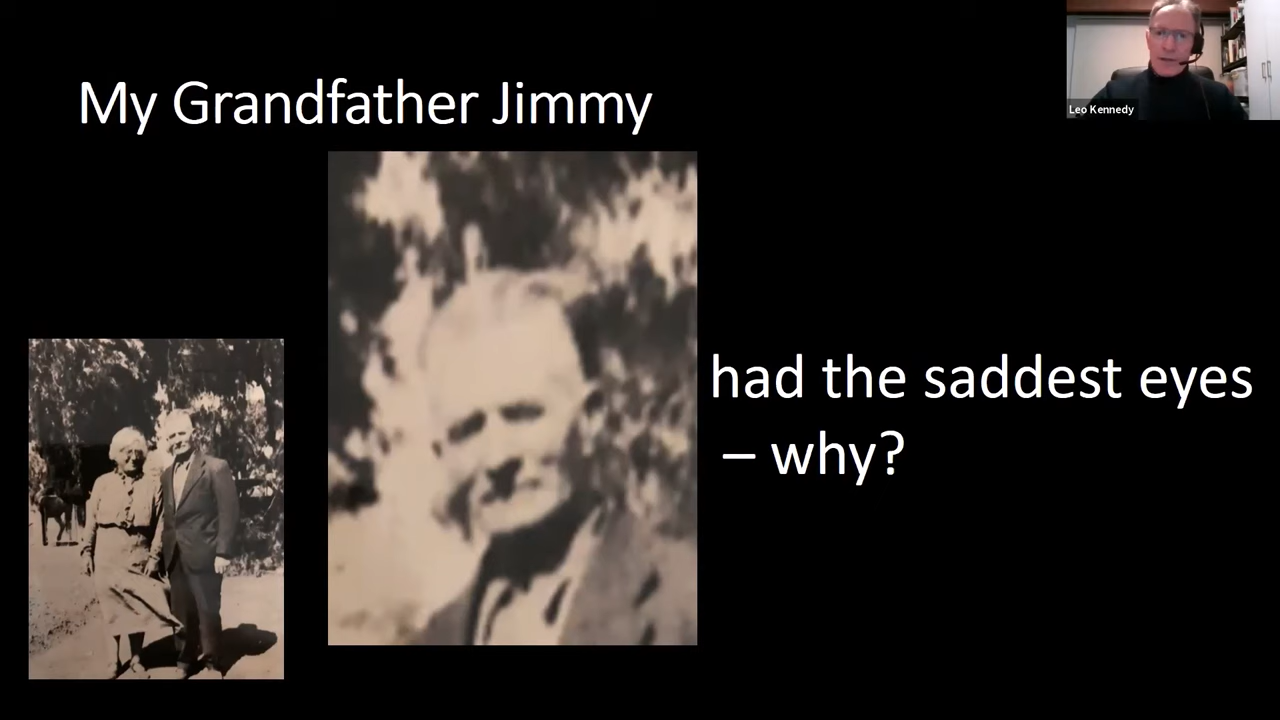 My Grandfather Jimmy
Leo Kennedy
had the saddest eyes
– why?